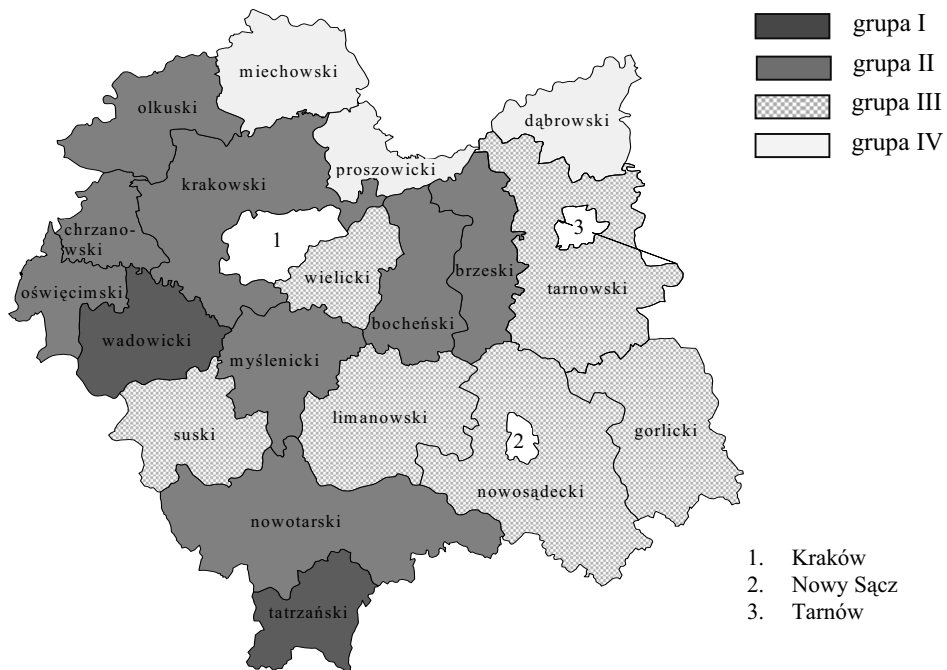 grupa I
grupa II
grupa III
grupa IV
miechowski
olkuski
dąbrowski
proszowicki
krakowski
chrzano-
wski
1
3
wielicki
brzeski
oświęcimski
tarnowski
bocheński
wadowicki
myślenicki
limanowski
suski
2
gorlicki
nowosądecki
nowotarski
tatrzański
1. Kraków
2. Nowy Sącz
3. Tarnów